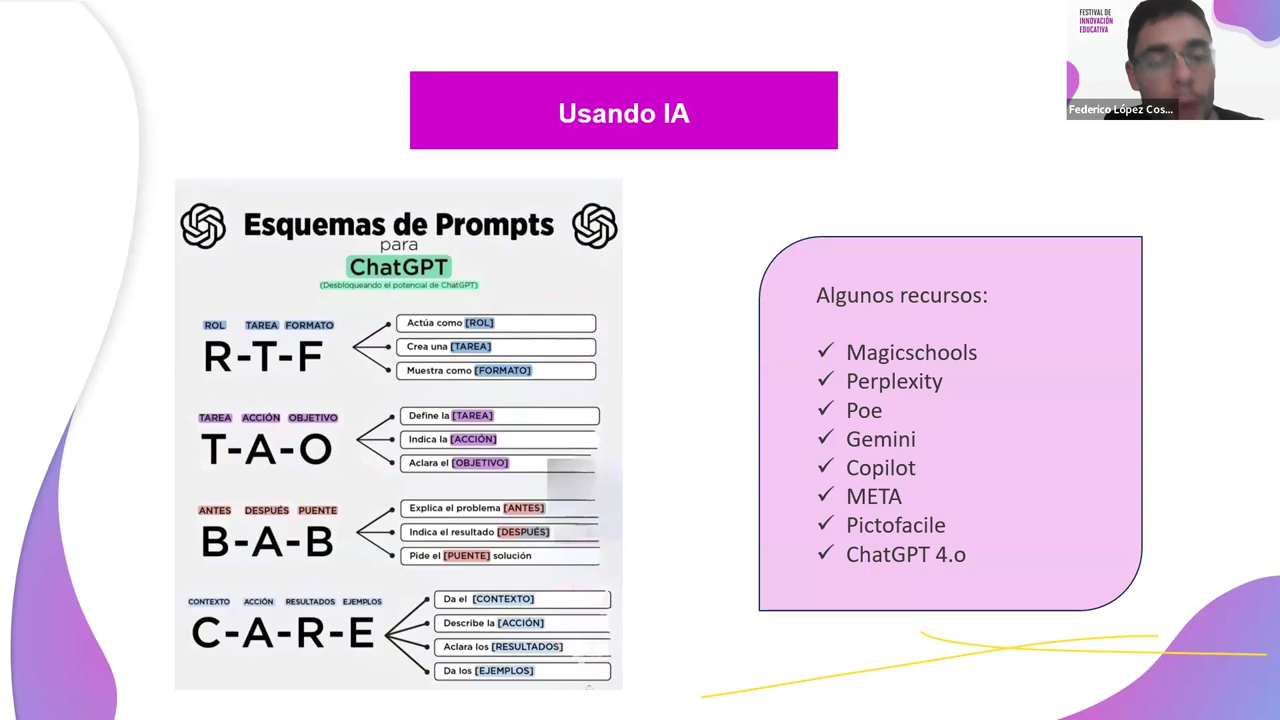 FESTIVAL DE
INNOVACIÓN
EDUCATIVA
Federico López Cos...
Usando IA
Esquemas de Prompts
para
ChatGPT
(Desbloqueando el potencial de ChatGPT)
ROL TAREA FORMATO
R-T-F
Actúa como [ROL]
Crea una [TAREA]
Muestra como [FORMATO]
TAREA ACCIÓN OBJETIVO
T-A-O
Define la [TAREA]
Indica la [ACCIÓN]
Aclara el [OBJETIVO]
ANTES DESPUÉS PUENTE
B-A-B
Explica el problema [ANTES]
Indica el resultado [DESPUÉS]
Pide el [PUENTE] solución
CONTEXTO ACCIÓN RESULTADOS EJEMPLOS
C-A-R-E
Da el [CONTEXTO]
Describe la [ACCIÓN]
Aclara los [RESULTADOS]
Da los [EJEMPLOS]
Algunos recursos:
✓ Magicschools
✓ Perplexity
✓ Poe
✓ Gemini
✓ Copilot
✓ META
✓ Pictofacile
✓ ChatGPT 4.o